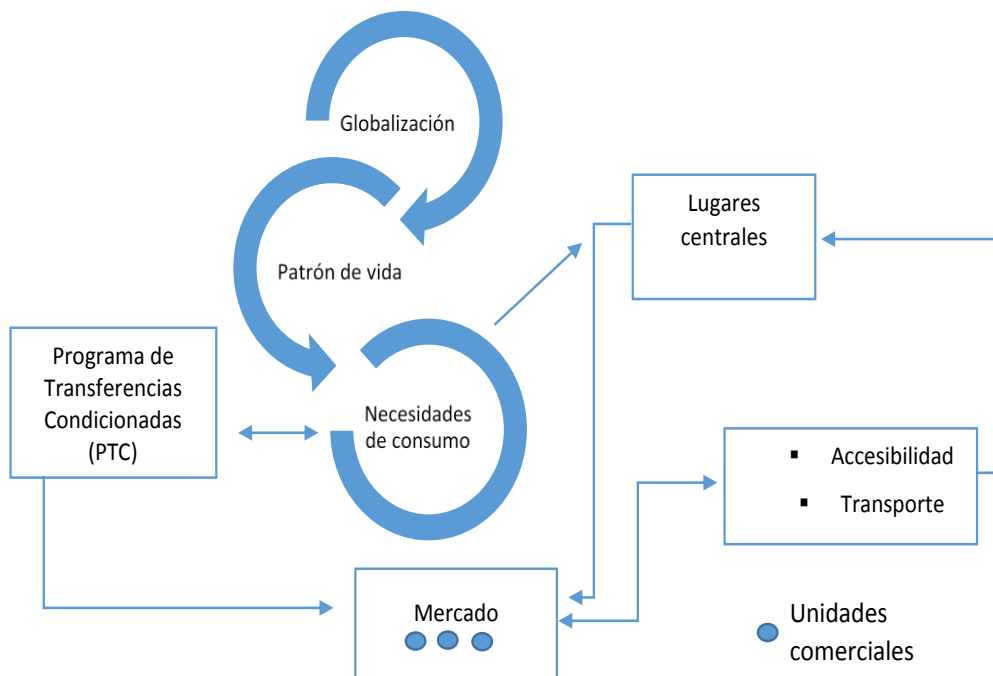 Globalización
Patrón de vida
Necesidades
de consumo
Lugares
centrales
Programa de
Transferencias
Condicionadas
(PTC)
▪ Accesibilidad
▪ Transporte
Mercado
Unidades
comerciales